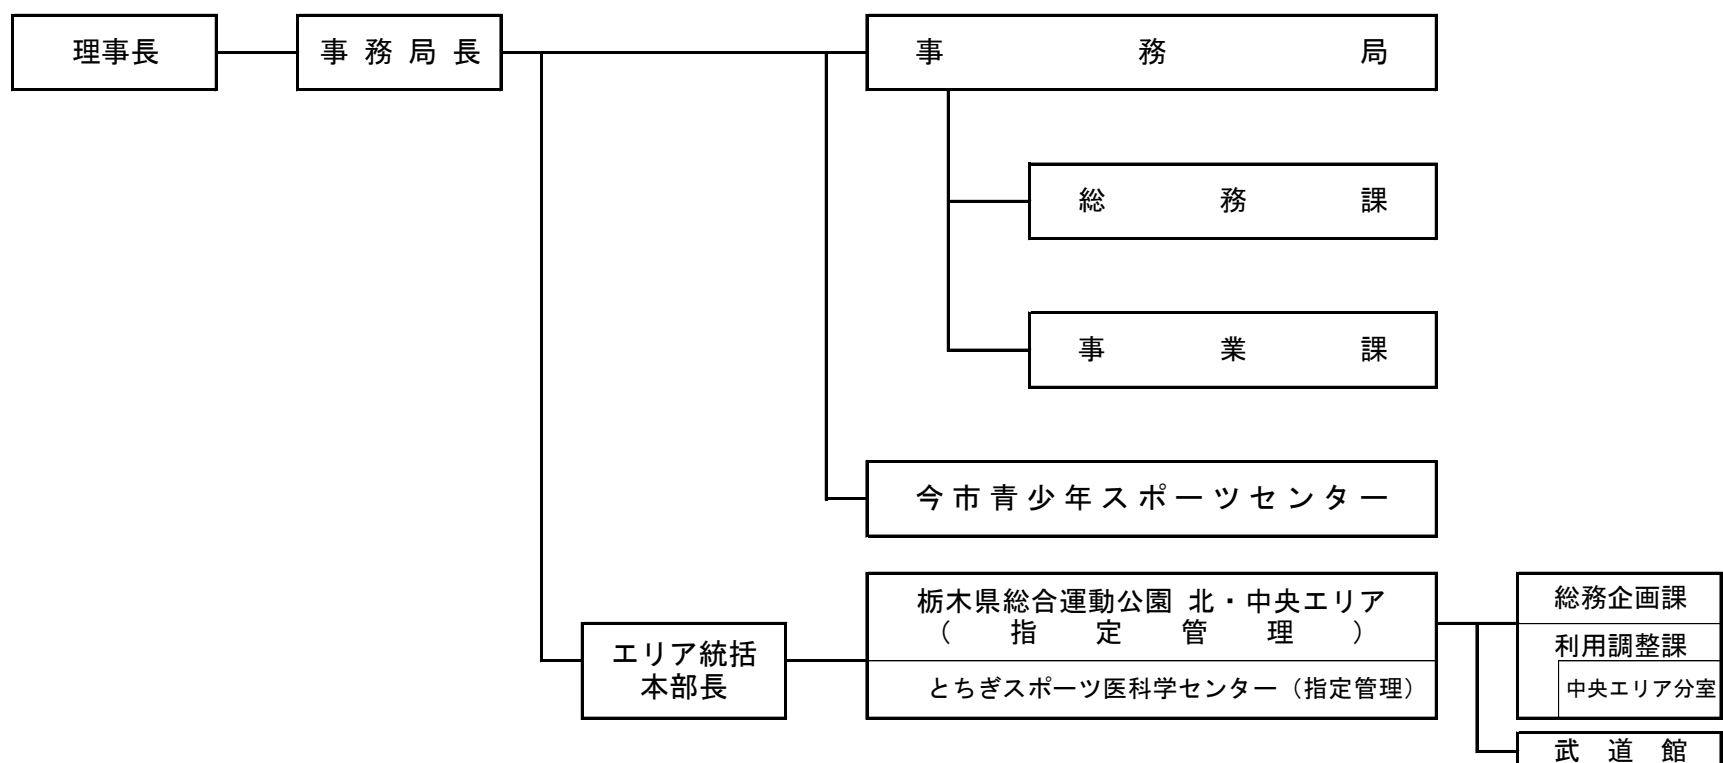 理事長
事務局長
事務局
総務課
事業課
今市青少年スポーツセンター
エリア統括
本部長
栃木県総合運動公園 北・中央エリア
（指定管理）
とちぎスポーツ医科学センター（指定管理）
総務企画課
利用調整課
中央エリア分室
武道館